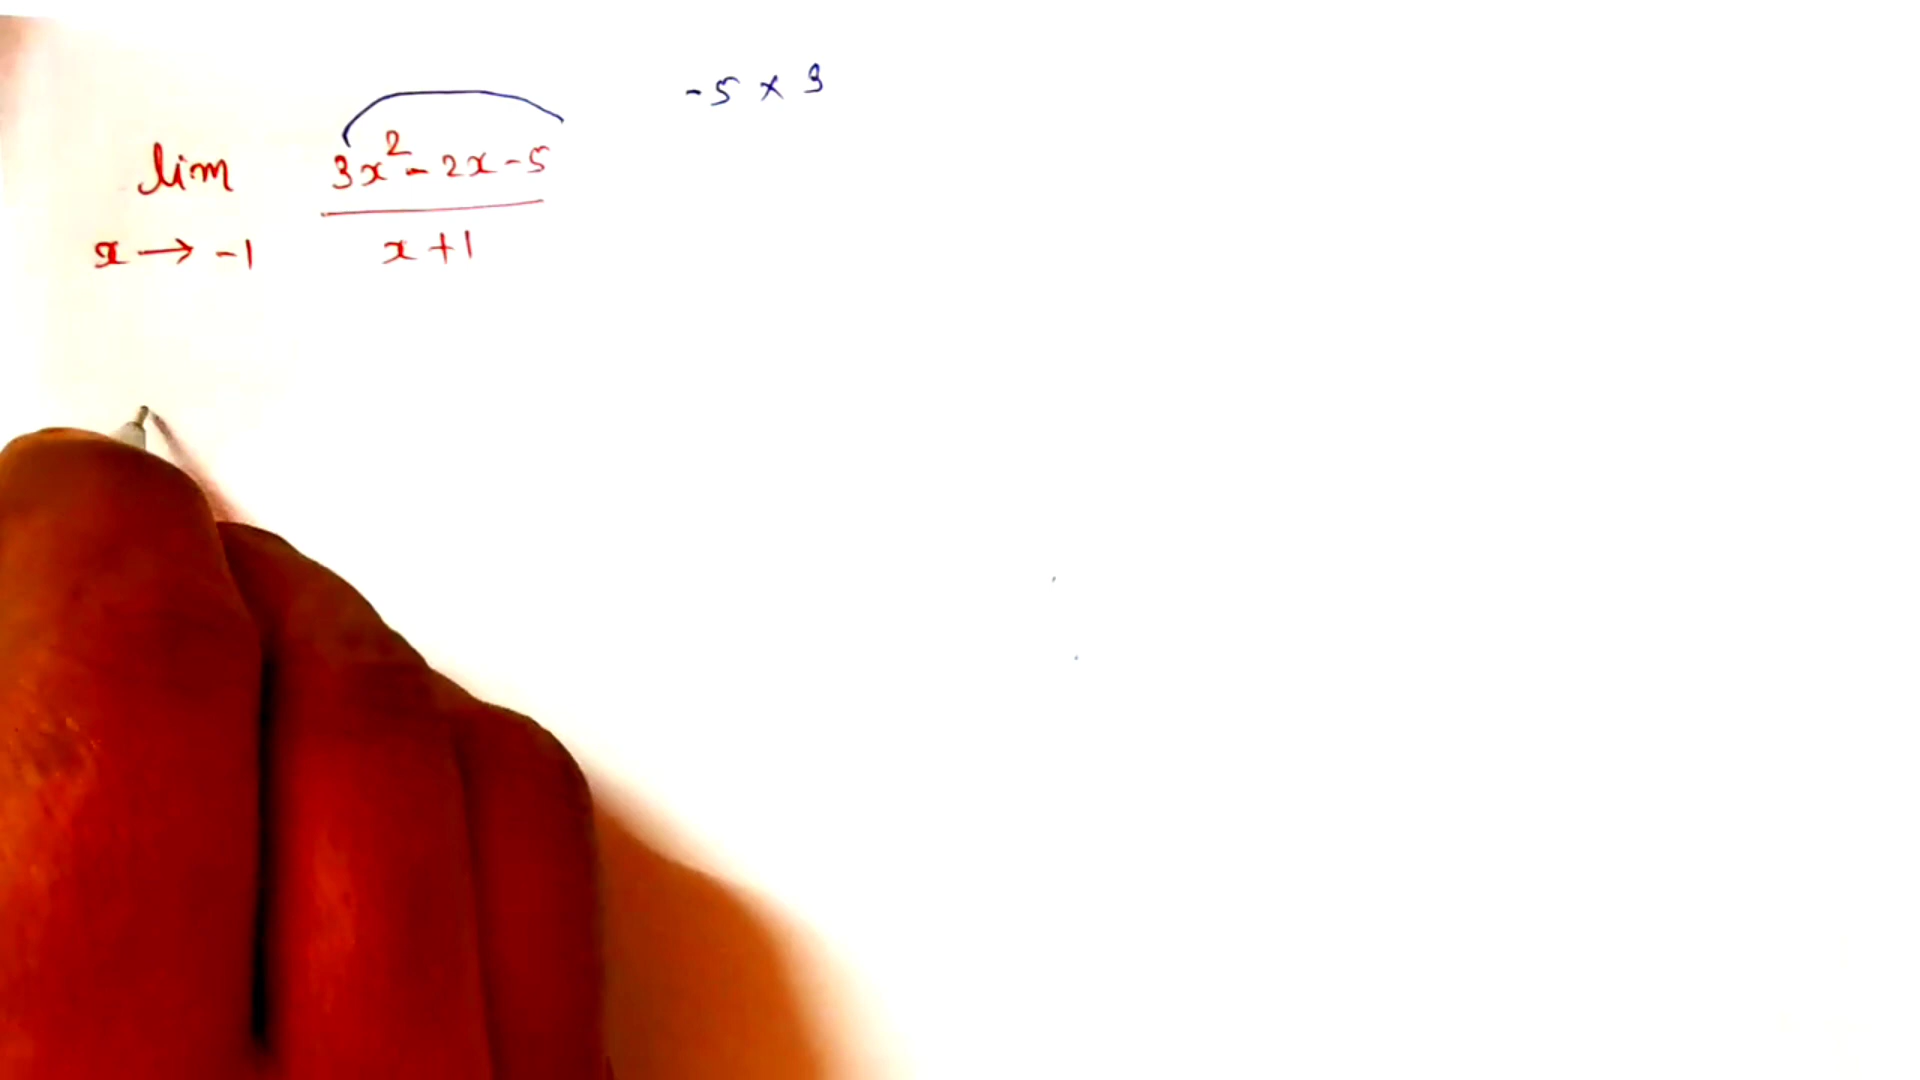 -5 × 3
lim 3x² - 2x - 5
x → -1 x + 1